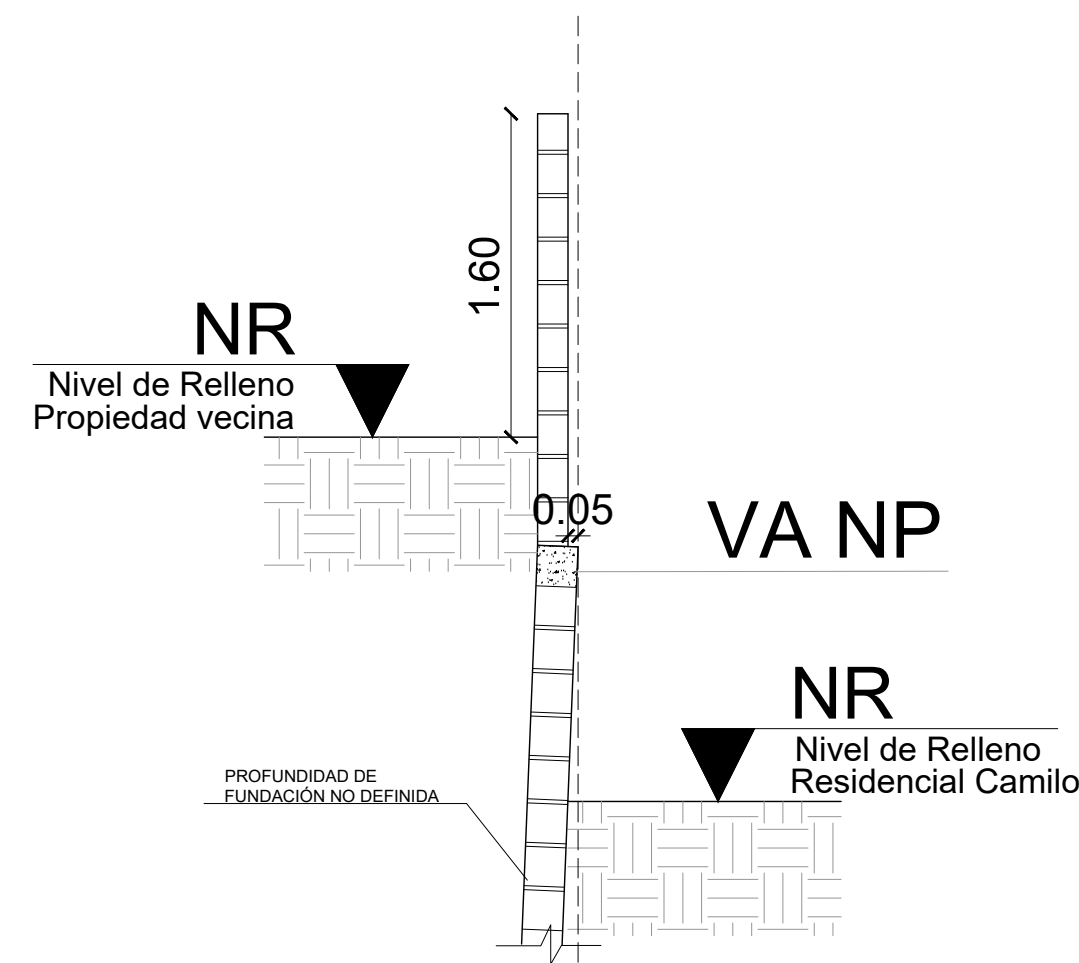 1.60
NR
Nivel de Relleno
Propiedad vecina
0.05
VA NP
NR
Nivel de Relleno
Residencial Camilo
PROFUNDIDAD DE
FUNDACIÓN NO DEFINIDA